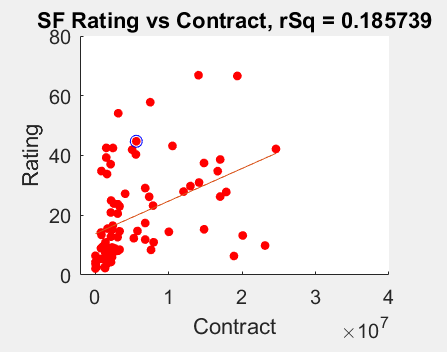 SF Rating vs Contract, rSq = 0.185739
80
60
40
20
0
Rating
0 1 2 3 4
Contract
×10^7